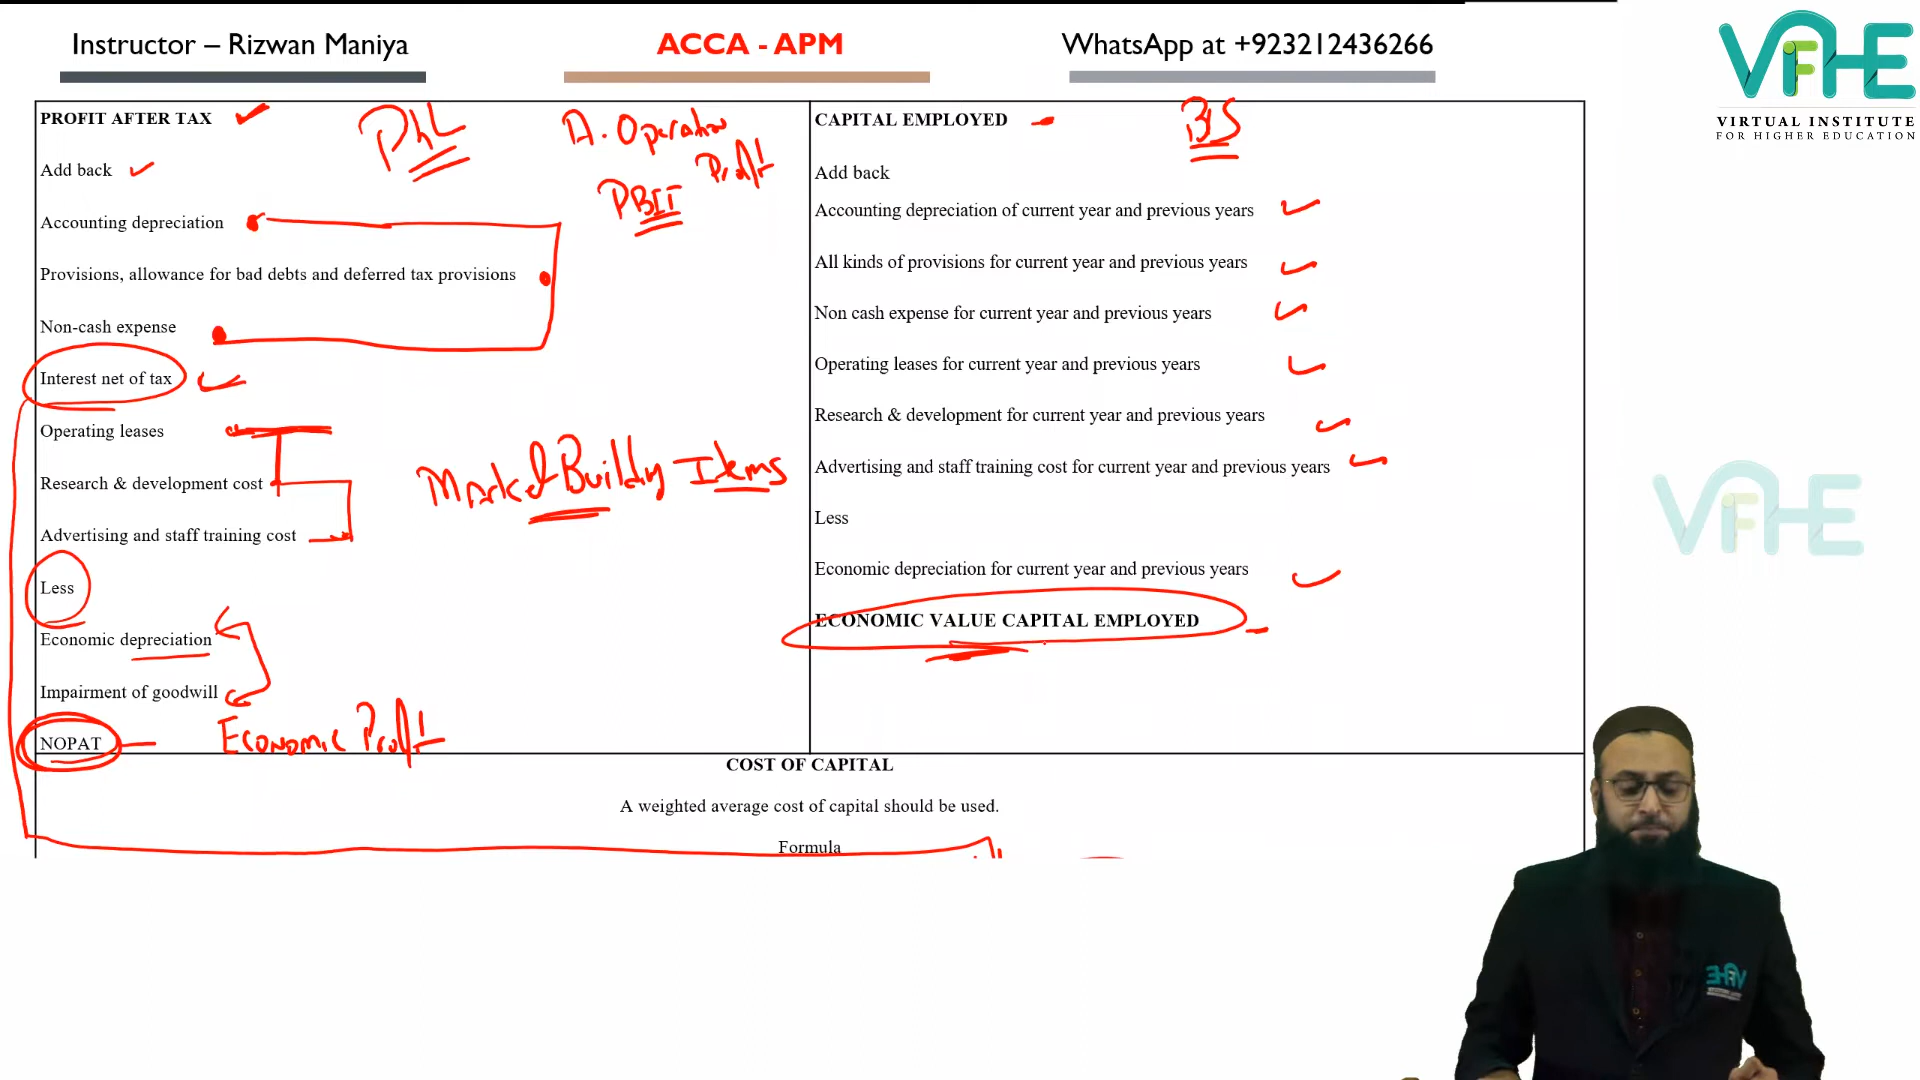 Instructor – Rizwan Maniya
ACCA - APM
WhatsApp at +923212436266
VIFHE
VIRTUAL INSTITUTE
FOR HIGHER EDUCATION
PROFIT AFTER TAX
P&L
A. Operation
Profit
PBIT
Add back
Accounting depreciation
Provisions, allowance for bad debts and deferred tax provisions
Non-cash expense
Interest net of tax
Operating leases
Research & development cost
Market Building Items
Advertising and staff training cost
Less
Economic depreciation
Impairment of goodwill
NOPAT
Economic Profit
CAPITAL EMPLOYED
B/S
Add back
Accounting depreciation of current year and previous years
All kinds of provisions for current year and previous years
Non cash expense for current year and previous years
Operating leases for current year and previous years
Research & development for current year and previous years
Advertising and staff training cost for current year and previous years
Less
Economic depreciation for current year and previous years
ECONOMIC VALUE CAPITAL EMPLOYED
COST OF CAPITAL
A weighted average cost of capital should be used.
Formula
VIFHE